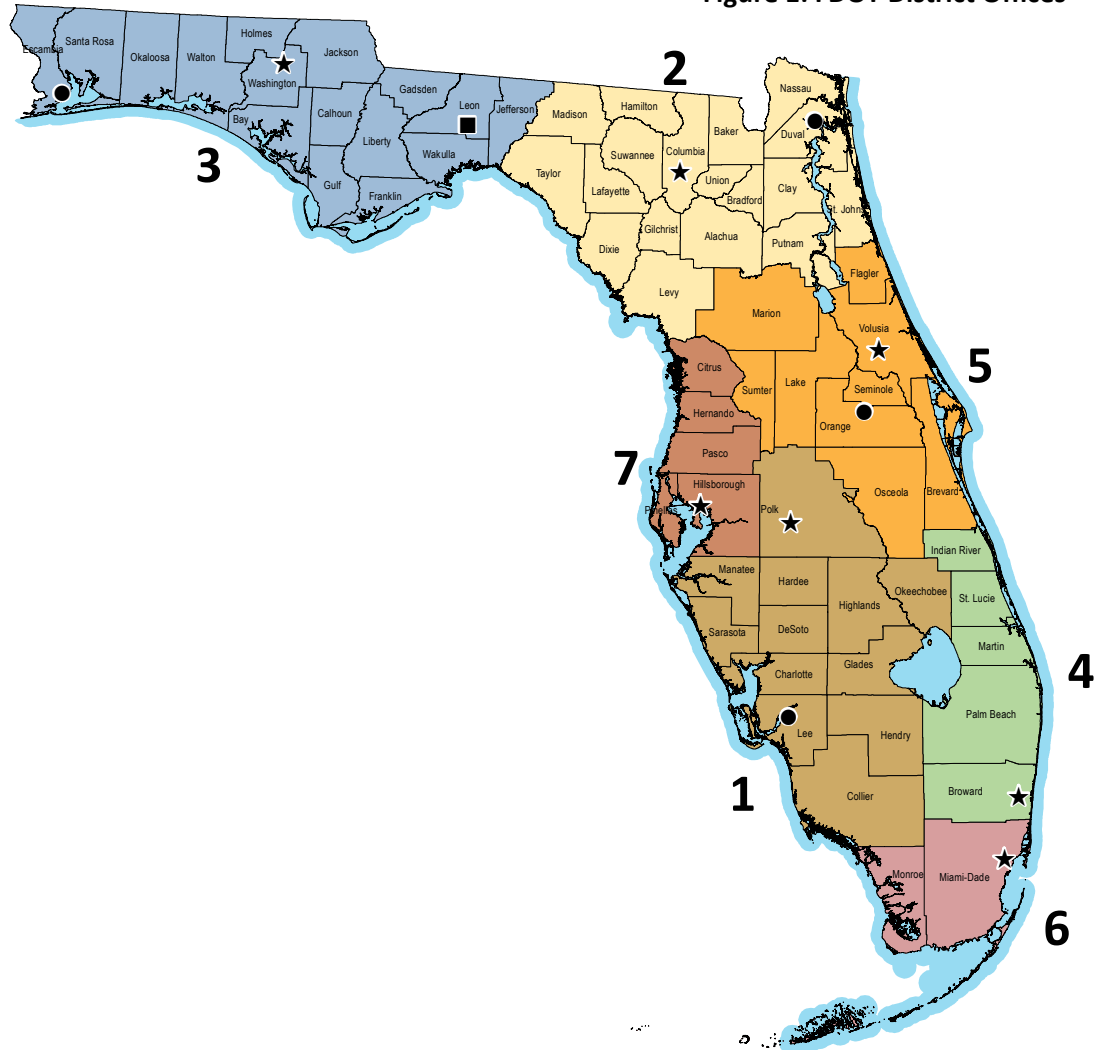 Figure FDOT District Offices
Escambia
Santa Rosa
Okaloosa
Walton
Holmes
Washington
Jackson
Bay
Calhoun
Gulf
Liberty
Franklin
Gadsden
Leon
Wakulla
Jefferson
3
2
Madison
Hamilton
Taylor
Suwannee
Lafayette
Columbia
Baker
Nassau
Duval
Union
Bradford
Clay
St. Johns
Dixie
Gilchrist
Alachua
Putnam
Levy
Flagler
Marion
Volusia
5
Citrus
Sumter
Lake
Seminole
Hernando
Orange
Pasco
7
Hillsborough
Pinellas
Polk
Osceola
Brevard
Indian River
Manatee
Hardee
Highlands
Okeechobee
St. Lucie
Sarasota
DeSoto
Martin
Charlotte
Glades
4
Palm Beach
Lee
Hendry
1
Collier
Broward
Monroe
Miami-Dade
6